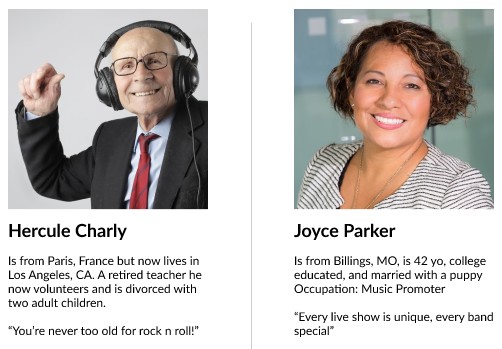 Hercule Charly
Is from Paris, France but now lives in
Los Angeles, CA. A retired teacher he
now volunteers and is divorced with
two adult children.
“You’re never too old for rock n roll!”
Joyce Parker
Is from Billings, MO, is 42 yo, college
educated, and married with a puppy
Occupation: Music Promoter
“Every live show is unique, every band
special”